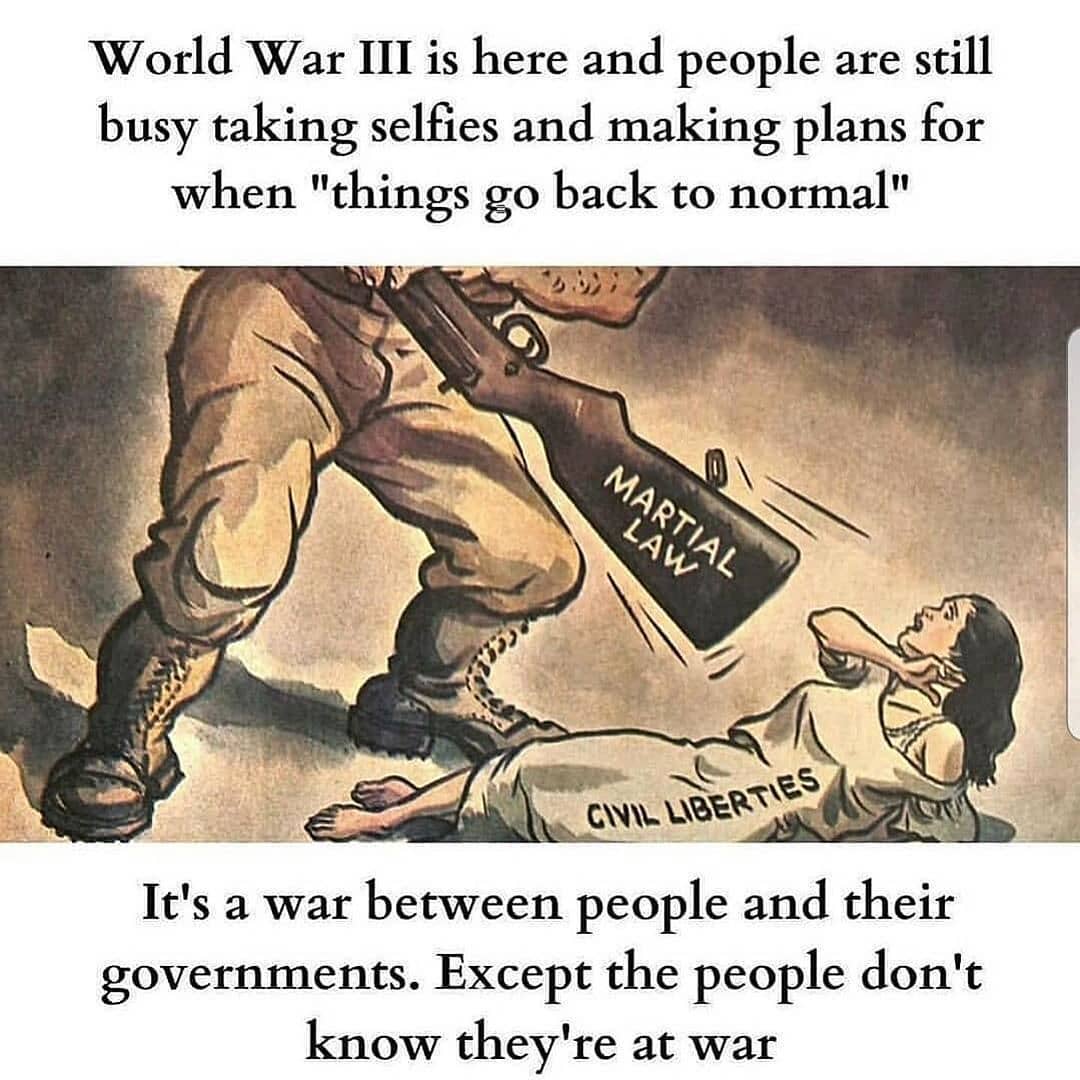 World War III is here and people are still
busy taking selfies and making plans for
when "things go back to normal"
MARTIAL
LAW
CIVIL LIBERTIES
It's a war between people and their
governments. Except the people don't
know they're at war